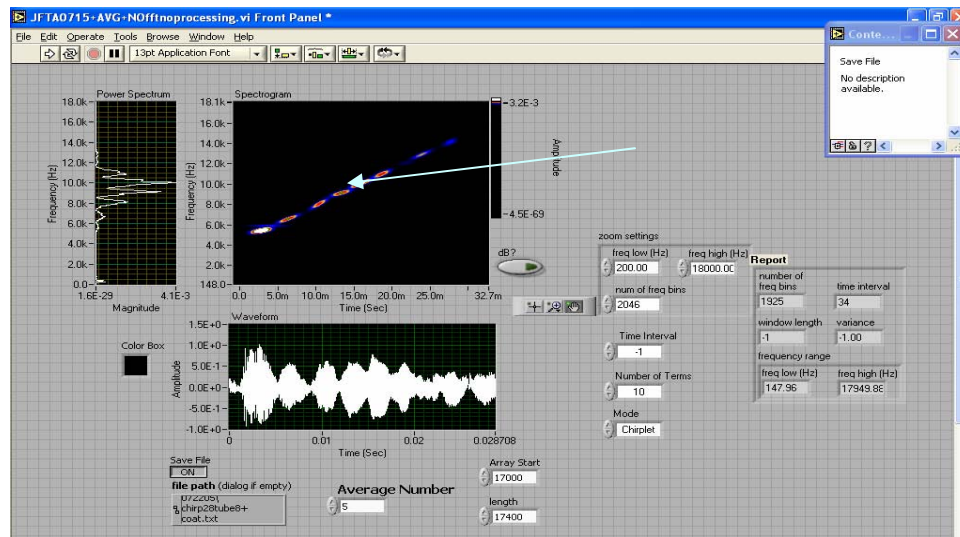 JFTA0715+AVG+NOfftnoprocessing.vi Front Panel *
File Edit Operate Tools Browse Window Help
13pt Application Font
Conte...
Save File
No description
available.
Power Spectrum
18.0k
16.0k
14.0k
12.0k
10.0k
8.0k
6.0k
4.0k
2.0k
0.0
Frequency (Hz)
1.6E-29
4.1E-3
Magnitude
Spectrogram
18.1k
16.0k
14.0k
12.0k
10.0k
8.0k
6.0k
4.0k
2.0k
148.0
Frequency (Hz)
0.0 5.0m 10.0m 15.0m 20.0m 25.0m 32.7m
Time (Sec)
3.2E-3
4.5E-69
Amplitude
dB?
zoom settings
freq low (Hz)
200.00
freq high (Hz)
18000.00
num of freq bins
2046
Time Interval
-1
Number of Terms
10
Mode
Chirplet
Report
number of
freq bins
1925
time interval
34
window length
-1
variance
-1.00
frequency range
freq low (Hz)
147.96
freq high (Hz)
17949.88
Color Box
Waveform
1.5E+0
1.0E+0
5.0E-1
0.0E+0
-5.0E-1
-1.0E+0
Amplitude
0 0.01 0.02 0.028708
Time (Sec)
Save File
ON
file path (dialog if empty)
072205\
chirp28tube8+
coat.txt
Average Number
5
Array Start
17000
length
17400